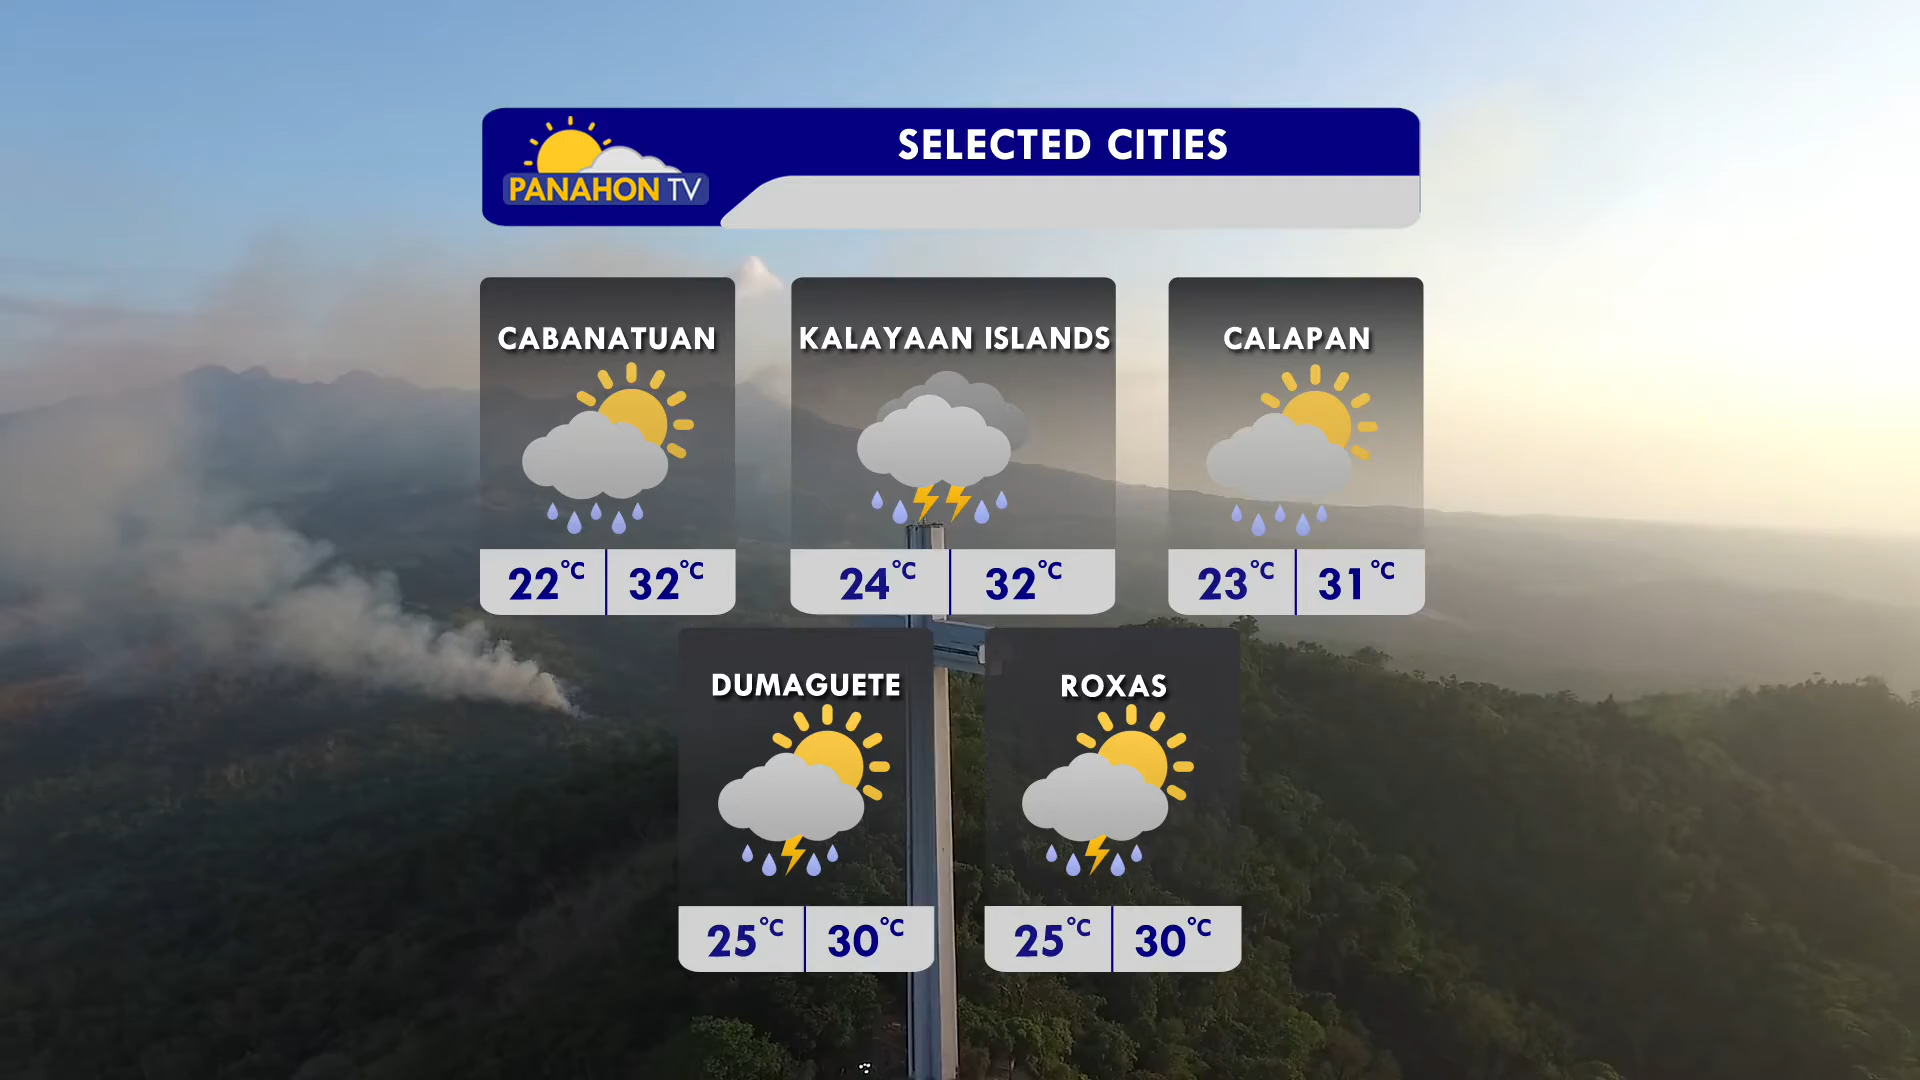 SELECTED CITIES
PANAHON TV
CABANATUAN
22°C 32°C
KALAYAAN ISLANDS
24°C 32°C
CALAPAN
23°C 31°C
DUMAGUETE
25°C 30°C
ROXAS
25°C 30°C